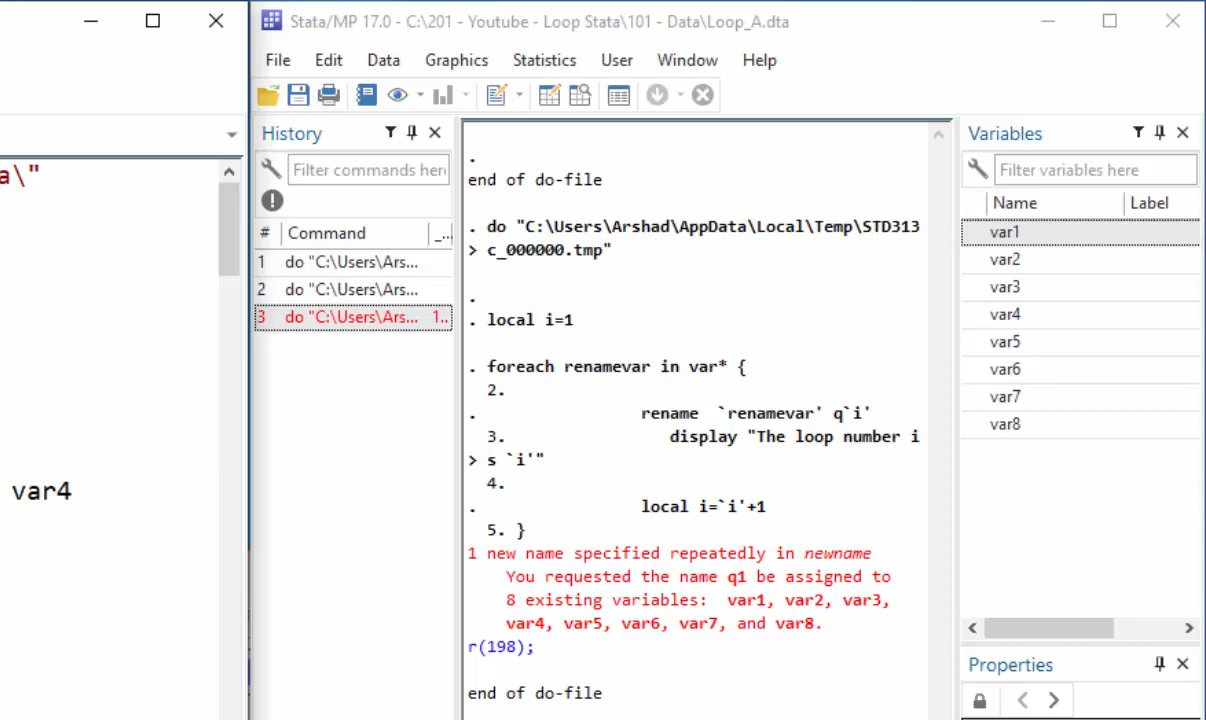 Stata/MP 17.0 - C:\201 - Youtube - Loop Stata\101 - Data\Loop_A.dta
File Edit Data Graphics Statistics User Window Help
a\"
var4
History
Filter commands here
# Command _...
1 do "C:\Users\Ars...
2 do "C:\Users\Ars...
3 do "C:\Users\Ars... 1..
.
end of do-file
. do "C:\Users\Arshad\AppData\Local\Temp\STD313
> c_000000.tmp"
.
. local i=1
. foreach renamevar in var* {
2.
. rename `renamevar' q`i'
3. display "The loop number i
> s `i'"
4.
. local i=`i'+1
5. }
1 new name specified repeatedly in newname
You requested the name q1 be assigned to
8 existing variables: var1, var2, var3,
var4, var5, var6, var7, and var8.
r(198);
end of do-file
Variables
Filter variables here
Name Label
var1
var2
var3
var4
var5
var6
var7
var8
Properties